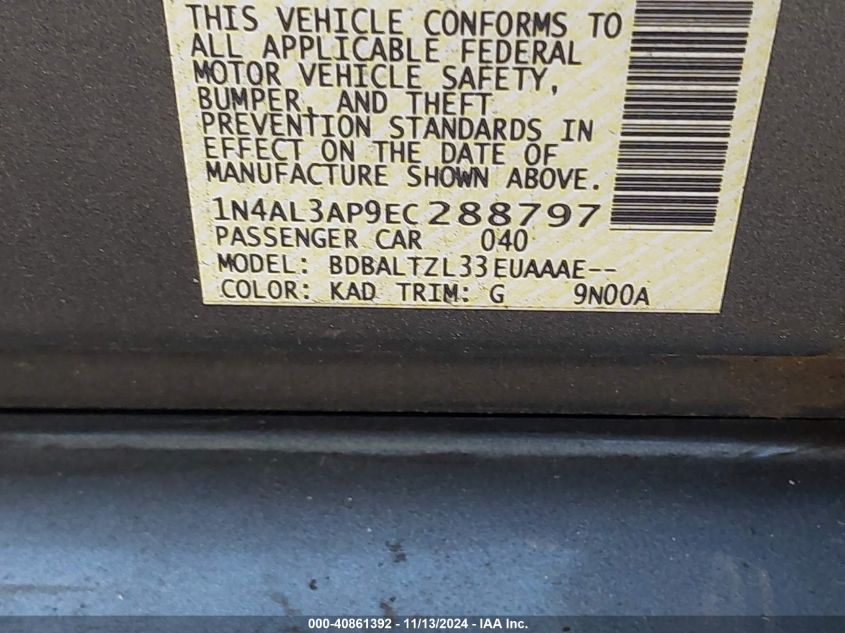 THIS VEHICLE CONFORMS TO
ALL APPLICABLE FEDERAL
MOTOR VEHICLE SAFETY,
BUMPER, AND THEFT
PREVENTION STANDARDS IN
EFFECT ON THE DATE OF
MANUFACTURE SHOWN ABOVE.
1N4AL3AP9EC288797
PASSENGER CAR 040
MODEL: BDBALTZL33EUAAAE--
COLOR: KAD TRIM: G 9N00A
000-40861392 - 11/13/2024 - IAA Inc.